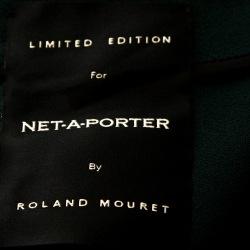 LIMITED EDITION
For
NET-A-PORTER
By
ROLAND MOURET